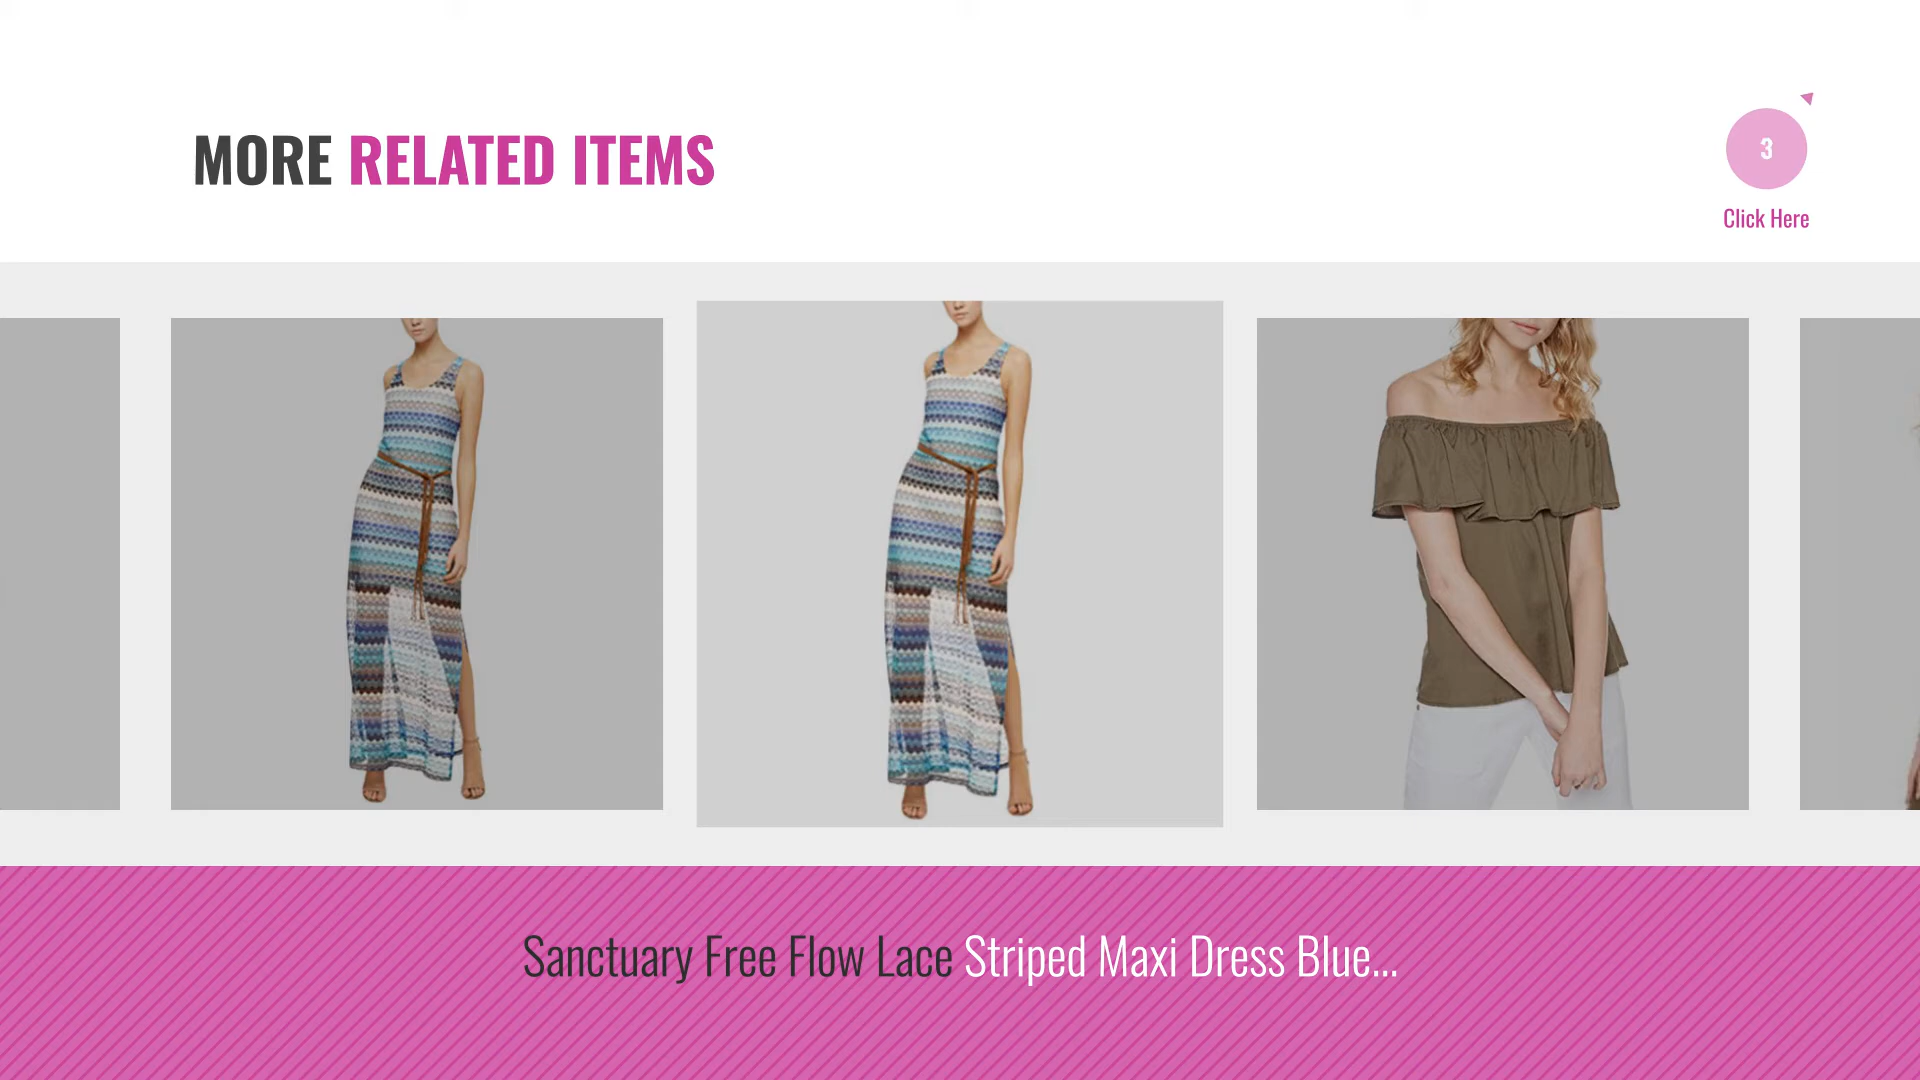 MORE RELATED ITEMS
3
Click Here
Sanctuary Free Flow Lace Striped Maxi Dress Blue...